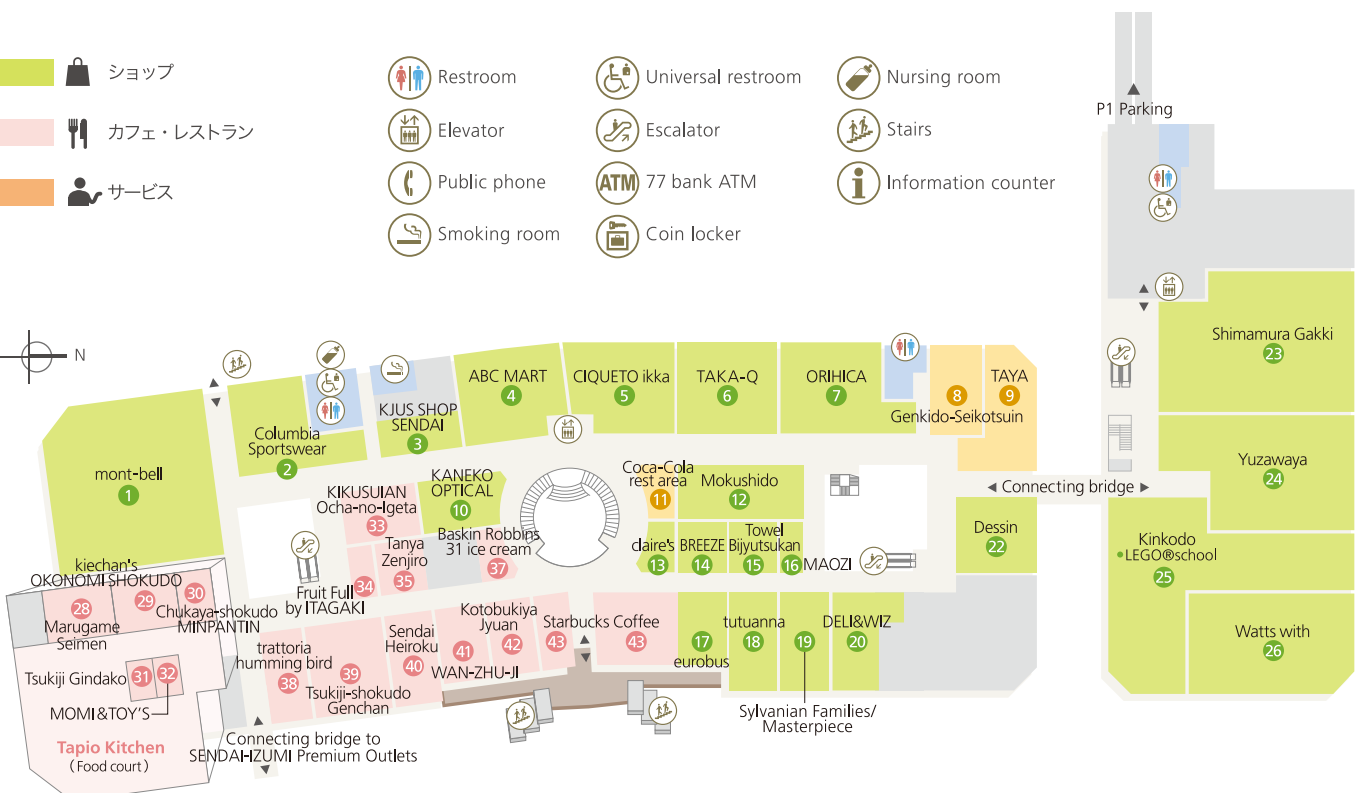 ショップ
カフェ・レストラン
サービス
Restroom
Universal restroom
Nursing room
Elevator
Escalator
Stairs
Public phone
ATM
77 bank ATM
Information counter
Smoking room
Coin locker
P1 Parking
N
mont-bell
1
Columbia
Sportswear
2
KJUS SHOP
SENDAI
3
ABC MART
4
CIQUETO ikka
5
TAKA-Q
6
ORIHICA
7
8
Genkido-Seikotsuin
TAYA
9
KANEKO
OPTICAL
10
Coca-Cola
rest area
11
Mokushido
12
claire's
13
BREEZE
14
Towel
Bijyutsukan
15
16
MAOZI
eurobus
17
tutuanna
18
19
Sylvanian Families/
Masterpiece
DELI&WIZ
20
Dessin
22
◄ Connecting bridge ►
Shimamura Gakki
23
Yuzawaya
24
Kinkodo
•LEGO®school
25
Watts with
26
KIKUSUIAN
Ocha-no-Igeta
33
34
Fruit Full
by ITAGAKI
Tanya
Zenjiro
35
Baskin Robbins
31 ice cream
37
kiechan's
OKONOMI SHOKUDO
28
Marugame
Seimen
29
30
Chukaya-shokudo
MINPANTIN
Tsukiji Gindako
31
32
MOMI&TOY'S
Tapio Kitchen
(Food court)
trattoria
humming bird
38
39
Tsukiji-shokudo
Genchan
Sendai
Heiroku
40
41
WAN-ZHU-JI
Kotobukiya
Jyuan
42
Starbucks Coffee
43
43
Connecting bridge to
SENDAI-IZUMI Premium Outlets